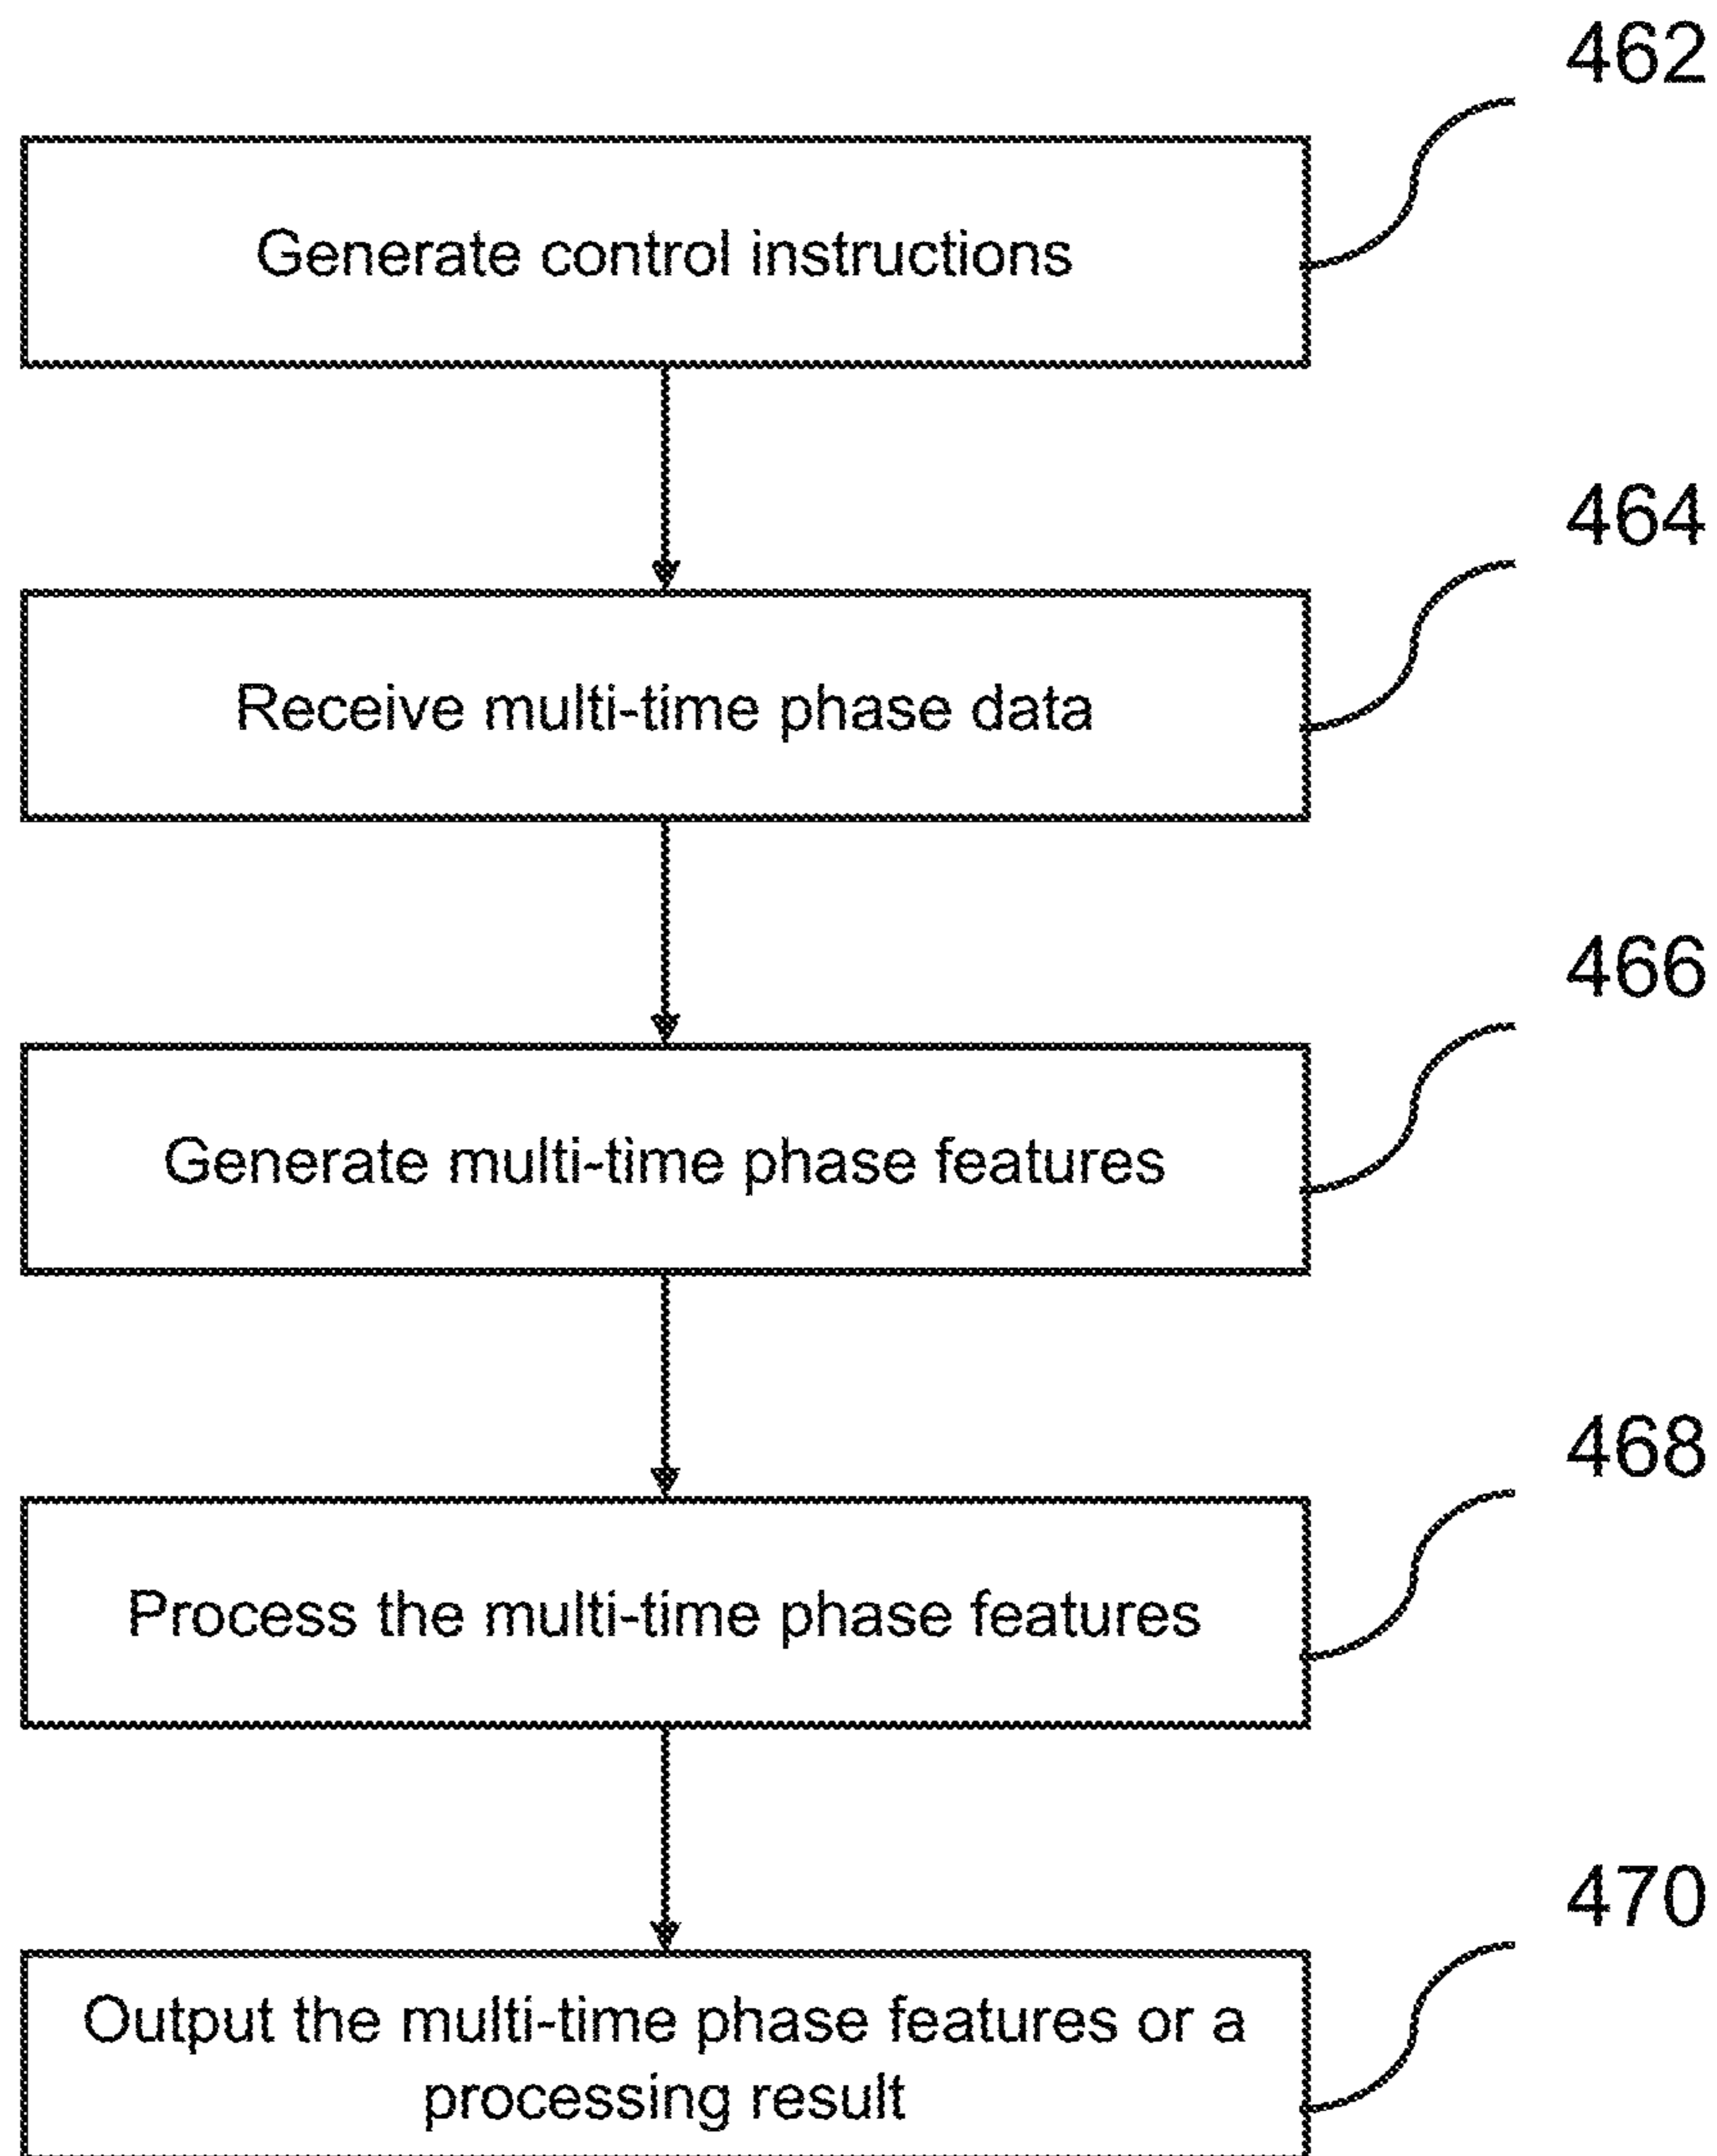 462
Generate control instructions
464
Receive multi-time phase data
466
Generate multi-time phase features
468
Process the multi-time phase features
470
Output the multi-time phase features or a
processing result